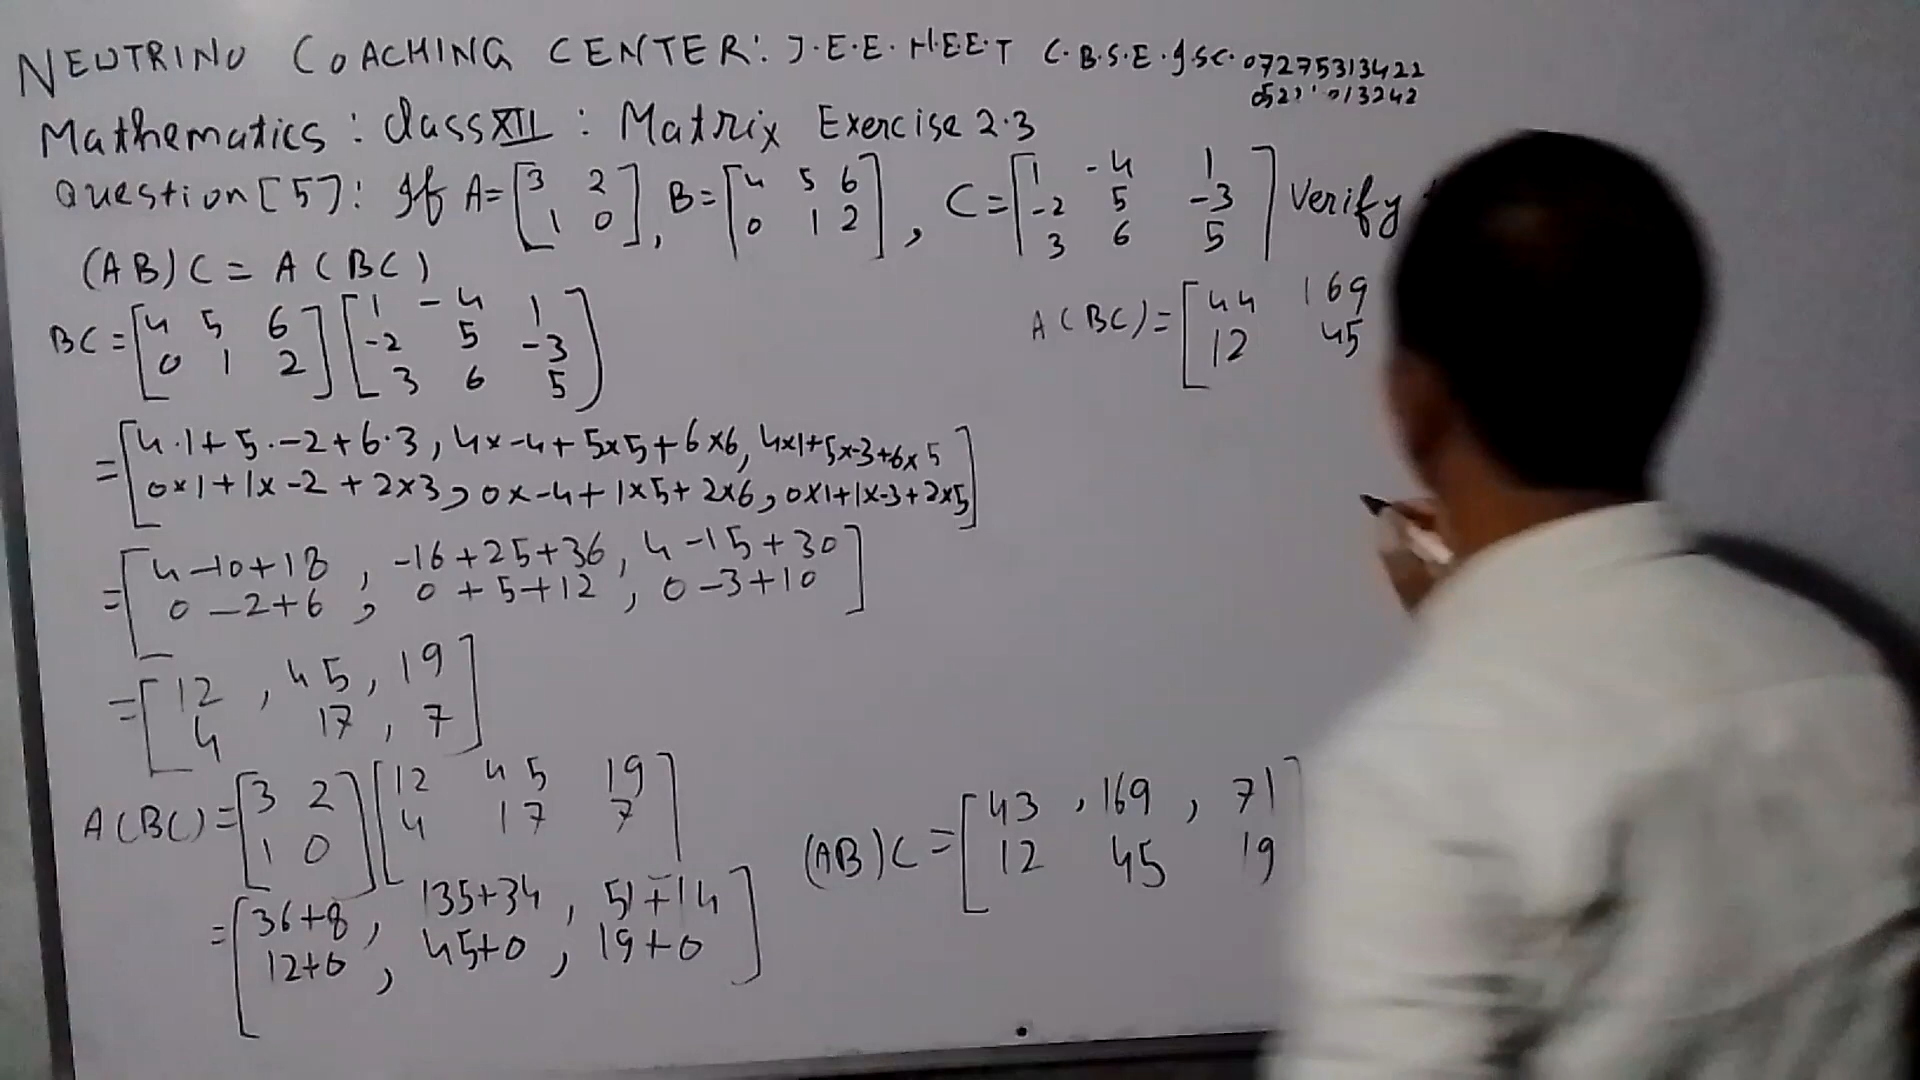 NEUTRINO COACHING CENTER: J.E.E. N.E.E.T C.B.S.E. I.S.C. 07275313422
Mathematics: Class XII: Matrix Exercise 2.3
Question [5]: If A=[3 2], B=[4 5 6], C=[1 -4 1] Verify
[1 0] [0 1 2] [-2 5 -3]
[3 6 5]
(AB)C = A(BC)
BC=[4 5 6][1 -4 1]
[0 1 2][-2 5 -3]
[3 6 5]
=[4.1+5.-2+6.3, 4x-4+5x5+6x6, 4x1+5x-3+6x5]
[0x1+1x-2+2x3, 0x-4+1x5+2x6, 0x1+1x-3+2x5]
=[4-10+18, -16+25+36, 4-15+30]
[0-2+6, 0+5+12, 0-3+10]
=[12, 45, 19]
[4 17, 7]
A(BC)=[3 2][12 45 19]
[1 0][4 17 7]
=[36+8, 135+34, 51+14]
[12+0, 45+0, 19+0]
A(BC)=[44 169
[12 45
(AB)C=[43, 169, 71]
[12 45 19]